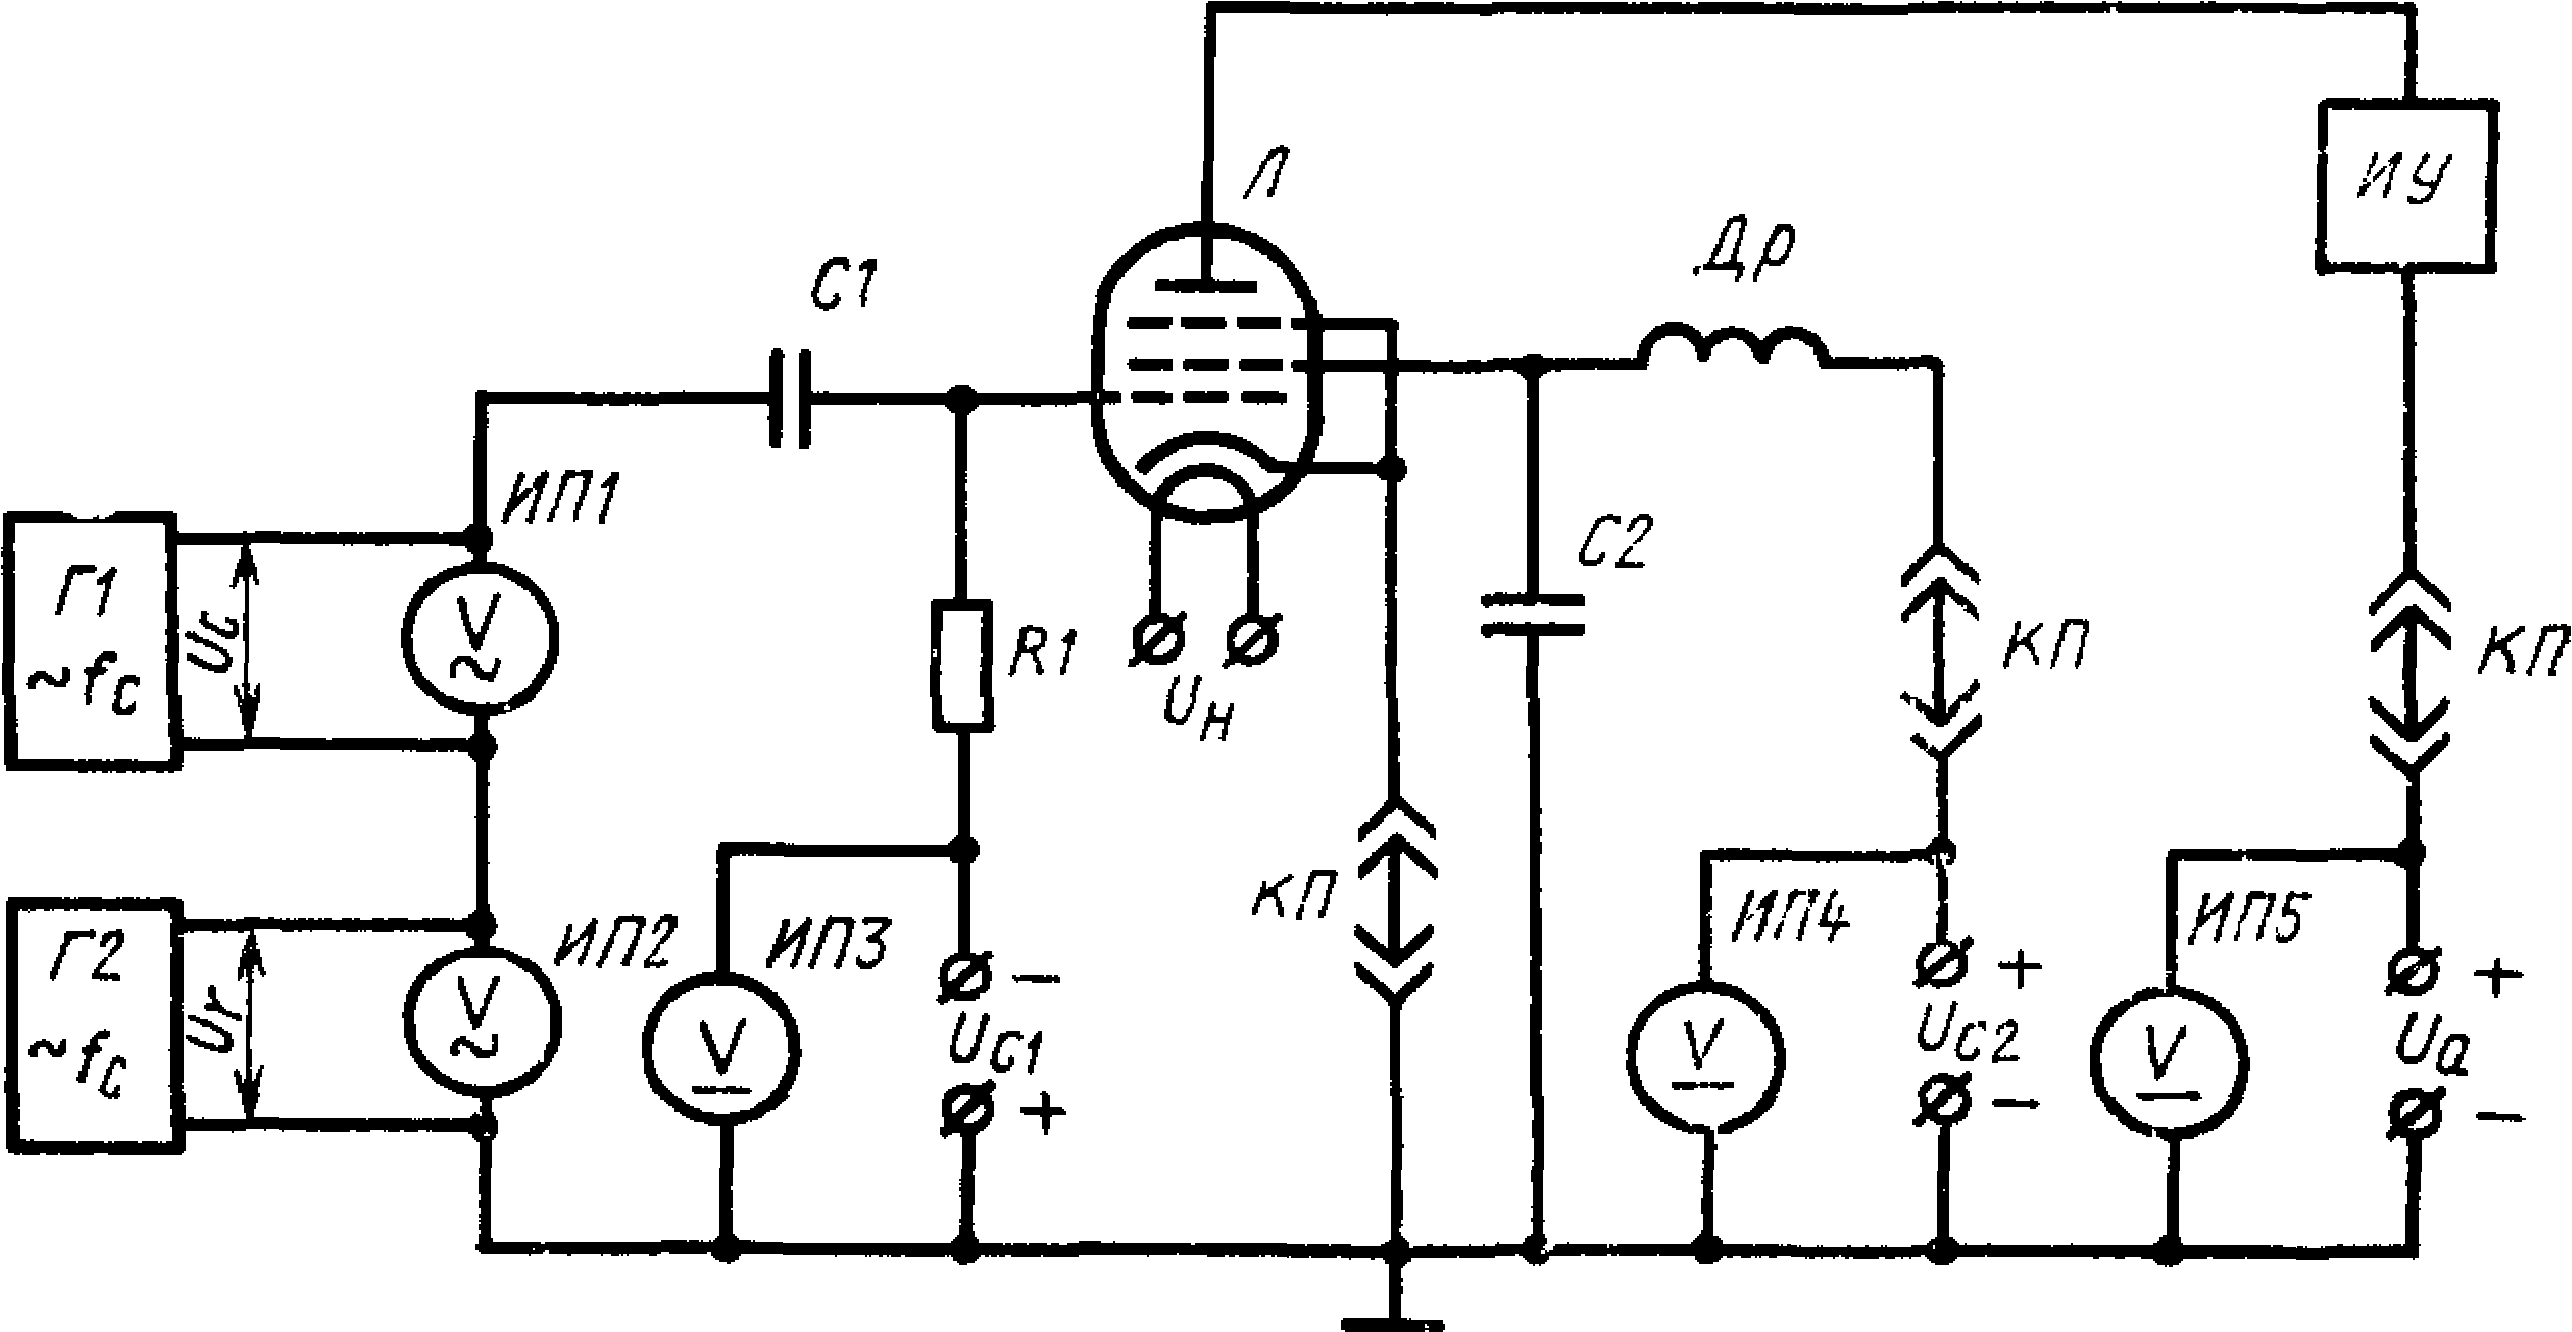 Л
ИУ
Др
С1
ИП1
С2
Г1
~fс
Uс
V
~
R1
Uн
КП
КП
КП
Г2
~fс
Uг
V
~
ИП2
ИП3
V
−
Uс1
+
ИП4
V
+
Uс2
−
ИП5
V
+
Uа
−